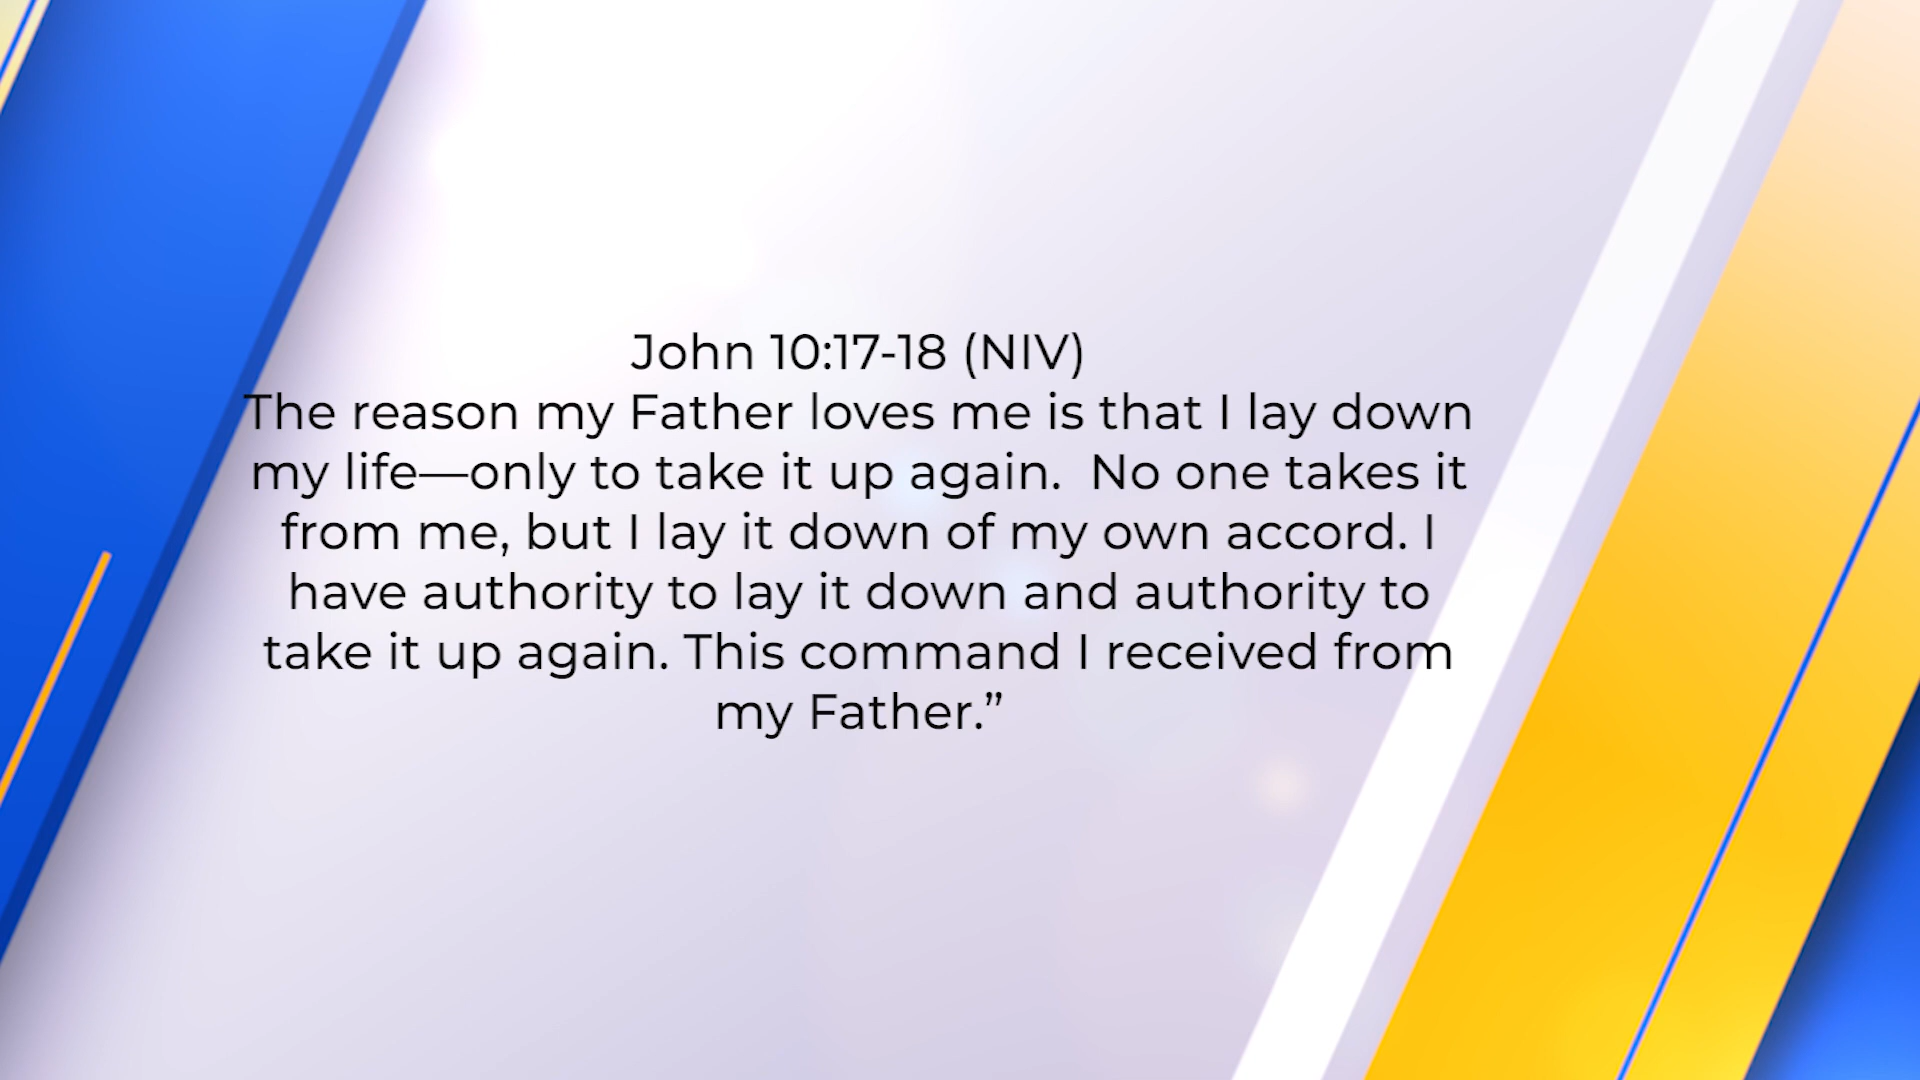 John 10:17-18 (NIV)
The reason my Father loves me is that I lay down
my life—only to take it up again.  No one takes it
from me, but I lay it down of my own accord. I
have authority to lay it down and authority to
take it up again. This command I received from
my Father.”